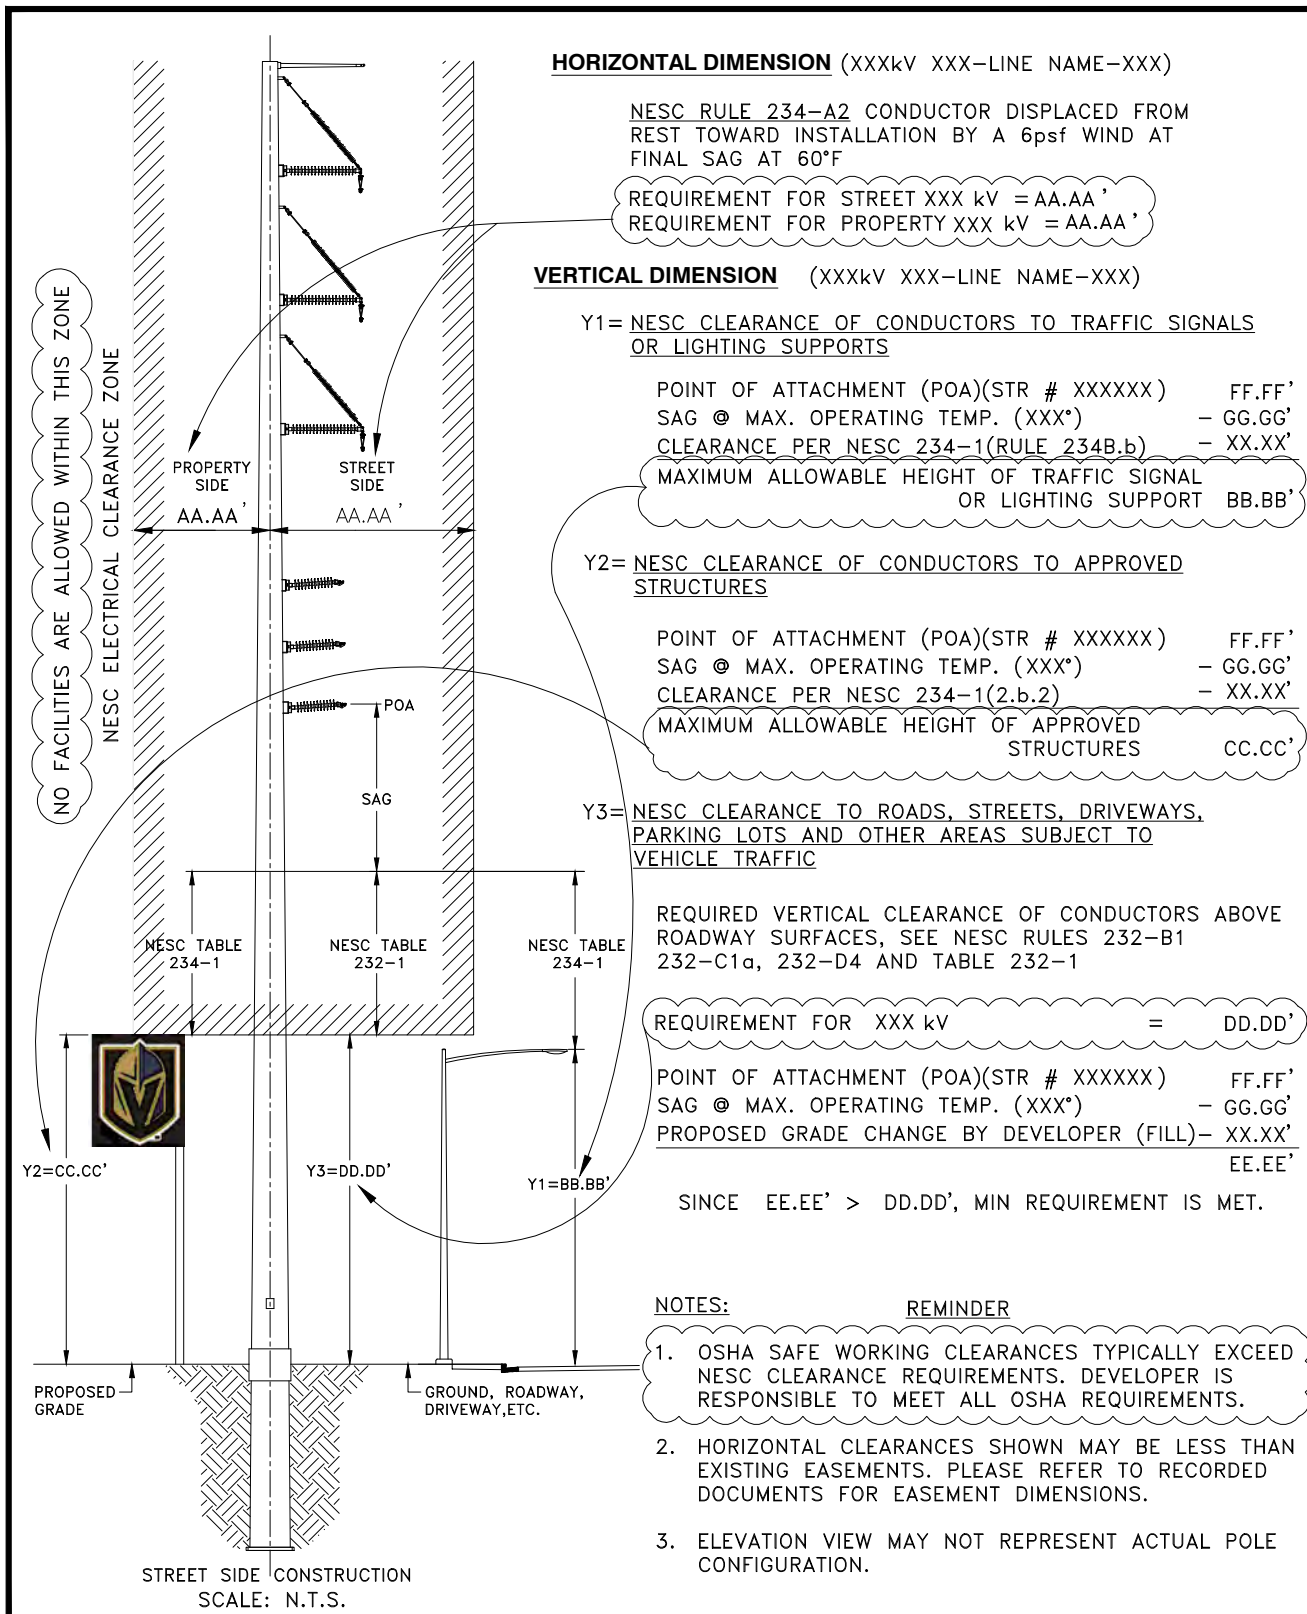 HORIZONTAL DIMENSION (XXXkV XXX-LINE NAME-XXX)
NESC RULE 234-A2 CONDUCTOR DISPLACED FROM
REST TOWARD INSTALLATION BY A 6psf WIND AT
FINAL SAG AT 60°F
REQUIREMENT FOR STREET XXX kV = AA.AA'
REQUIREMENT FOR PROPERTY XXX kV = AA.AA'
VERTICAL DIMENSION (XXXkV XXX-LINE NAME-XXX)
Y1= NESC CLEARANCE OF CONDUCTORS TO TRAFFIC SIGNALS
OR LIGHTING SUPPORTS
POINT OF ATTACHMENT (POA)(STR # XXXXXX) FF.FF'
SAG @ MAX. OPERATING TEMP. (XXX°) - GG.GG'
CLEARANCE PER NESC 234-1(RULE 234B.b) - XX.XX'
MAXIMUM ALLOWABLE HEIGHT OF TRAFFIC SIGNAL
OR LIGHTING SUPPORT BB.BB'
Y2= NESC CLEARANCE OF CONDUCTORS TO APPROVED
STRUCTURES
POINT OF ATTACHMENT (POA)(STR # XXXXXX) FF.FF'
SAG @ MAX. OPERATING TEMP. (XXX°) - GG.GG'
CLEARANCE PER NESC 234-1(2.b.2) - XX.XX'
MAXIMUM ALLOWABLE HEIGHT OF APPROVED
STRUCTURES CC.CC'
Y3= NESC CLEARANCE TO ROADS, STREETS, DRIVEWAYS,
PARKING LOTS AND OTHER AREAS SUBJECT TO
VEHICLE TRAFFIC
REQUIRED VERTICAL CLEARANCE OF CONDUCTORS ABOVE
ROADWAY SURFACES, SEE NESC RULES 232-B1
232-C1a, 232-D4 AND TABLE 232-1
REQUIREMENT FOR XXX kV = DD.DD'
POINT OF ATTACHMENT (POA)(STR # XXXXXX) FF.FF'
SAG @ MAX. OPERATING TEMP. (XXX°) - GG.GG'
PROPOSED GRADE CHANGE BY DEVELOPER (FILL)- XX.XX'
EE.EE'
SINCE EE.EE' > DD.DD', MIN REQUIREMENT IS MET.
NOTES: REMINDER
1. OSHA SAFE WORKING CLEARANCES TYPICALLY EXCEED
NESC CLEARANCE REQUIREMENTS. DEVELOPER IS
RESPONSIBLE TO MEET ALL OSHA REQUIREMENTS.
2. HORIZONTAL CLEARANCES SHOWN MAY BE LESS THAN
EXISTING EASEMENTS. PLEASE REFER TO RECORDED
DOCUMENTS FOR EASEMENT DIMENSIONS.
3. ELEVATION VIEW MAY NOT REPRESENT ACTUAL POLE
CONFIGURATION.
NO FACILITIES ARE ALLOWED WITHIN THIS ZONE
NESC ELECTRICAL CLEARANCE ZONE
PROPERTY
SIDE
AA.AA'
STREET
SIDE
AA.AA'
POA
SAG
NESC TABLE
234-1
NESC TABLE
232-1
NESC TABLE
234-1
Y2=CC.CC'
Y3=DD.DD'
Y1=BB.BB'
PROPOSED
GRADE
GROUND, ROADWAY,
DRIVEWAY,ETC.
STREET SIDE CONSTRUCTION
SCALE: N.T.S.